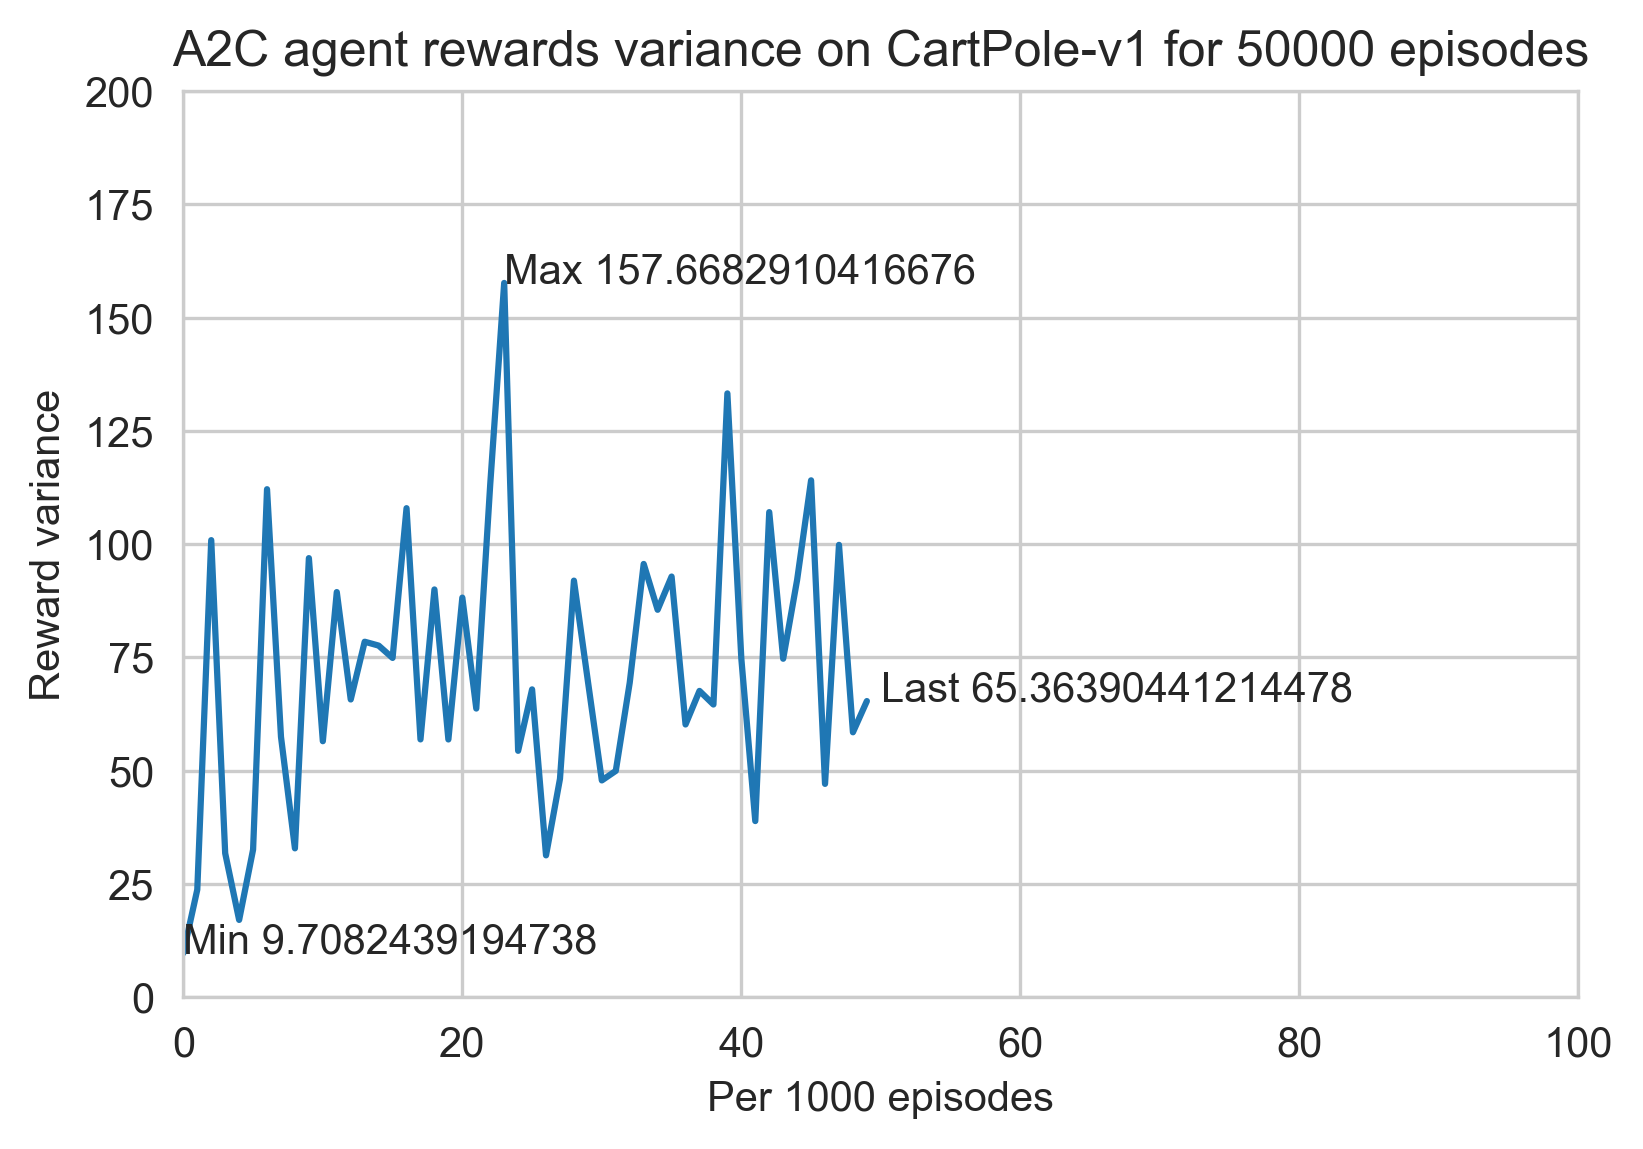 A2C agent rewards variance on CartPole-v1 for 50000 episodes
200
175
150
125
100
75
50
25
0
Reward variance
Max 157.6682910416676
Last 65.36390441214478
Min 9.7082439194738
0 20 40 60 80 100
Per 1000 episodes